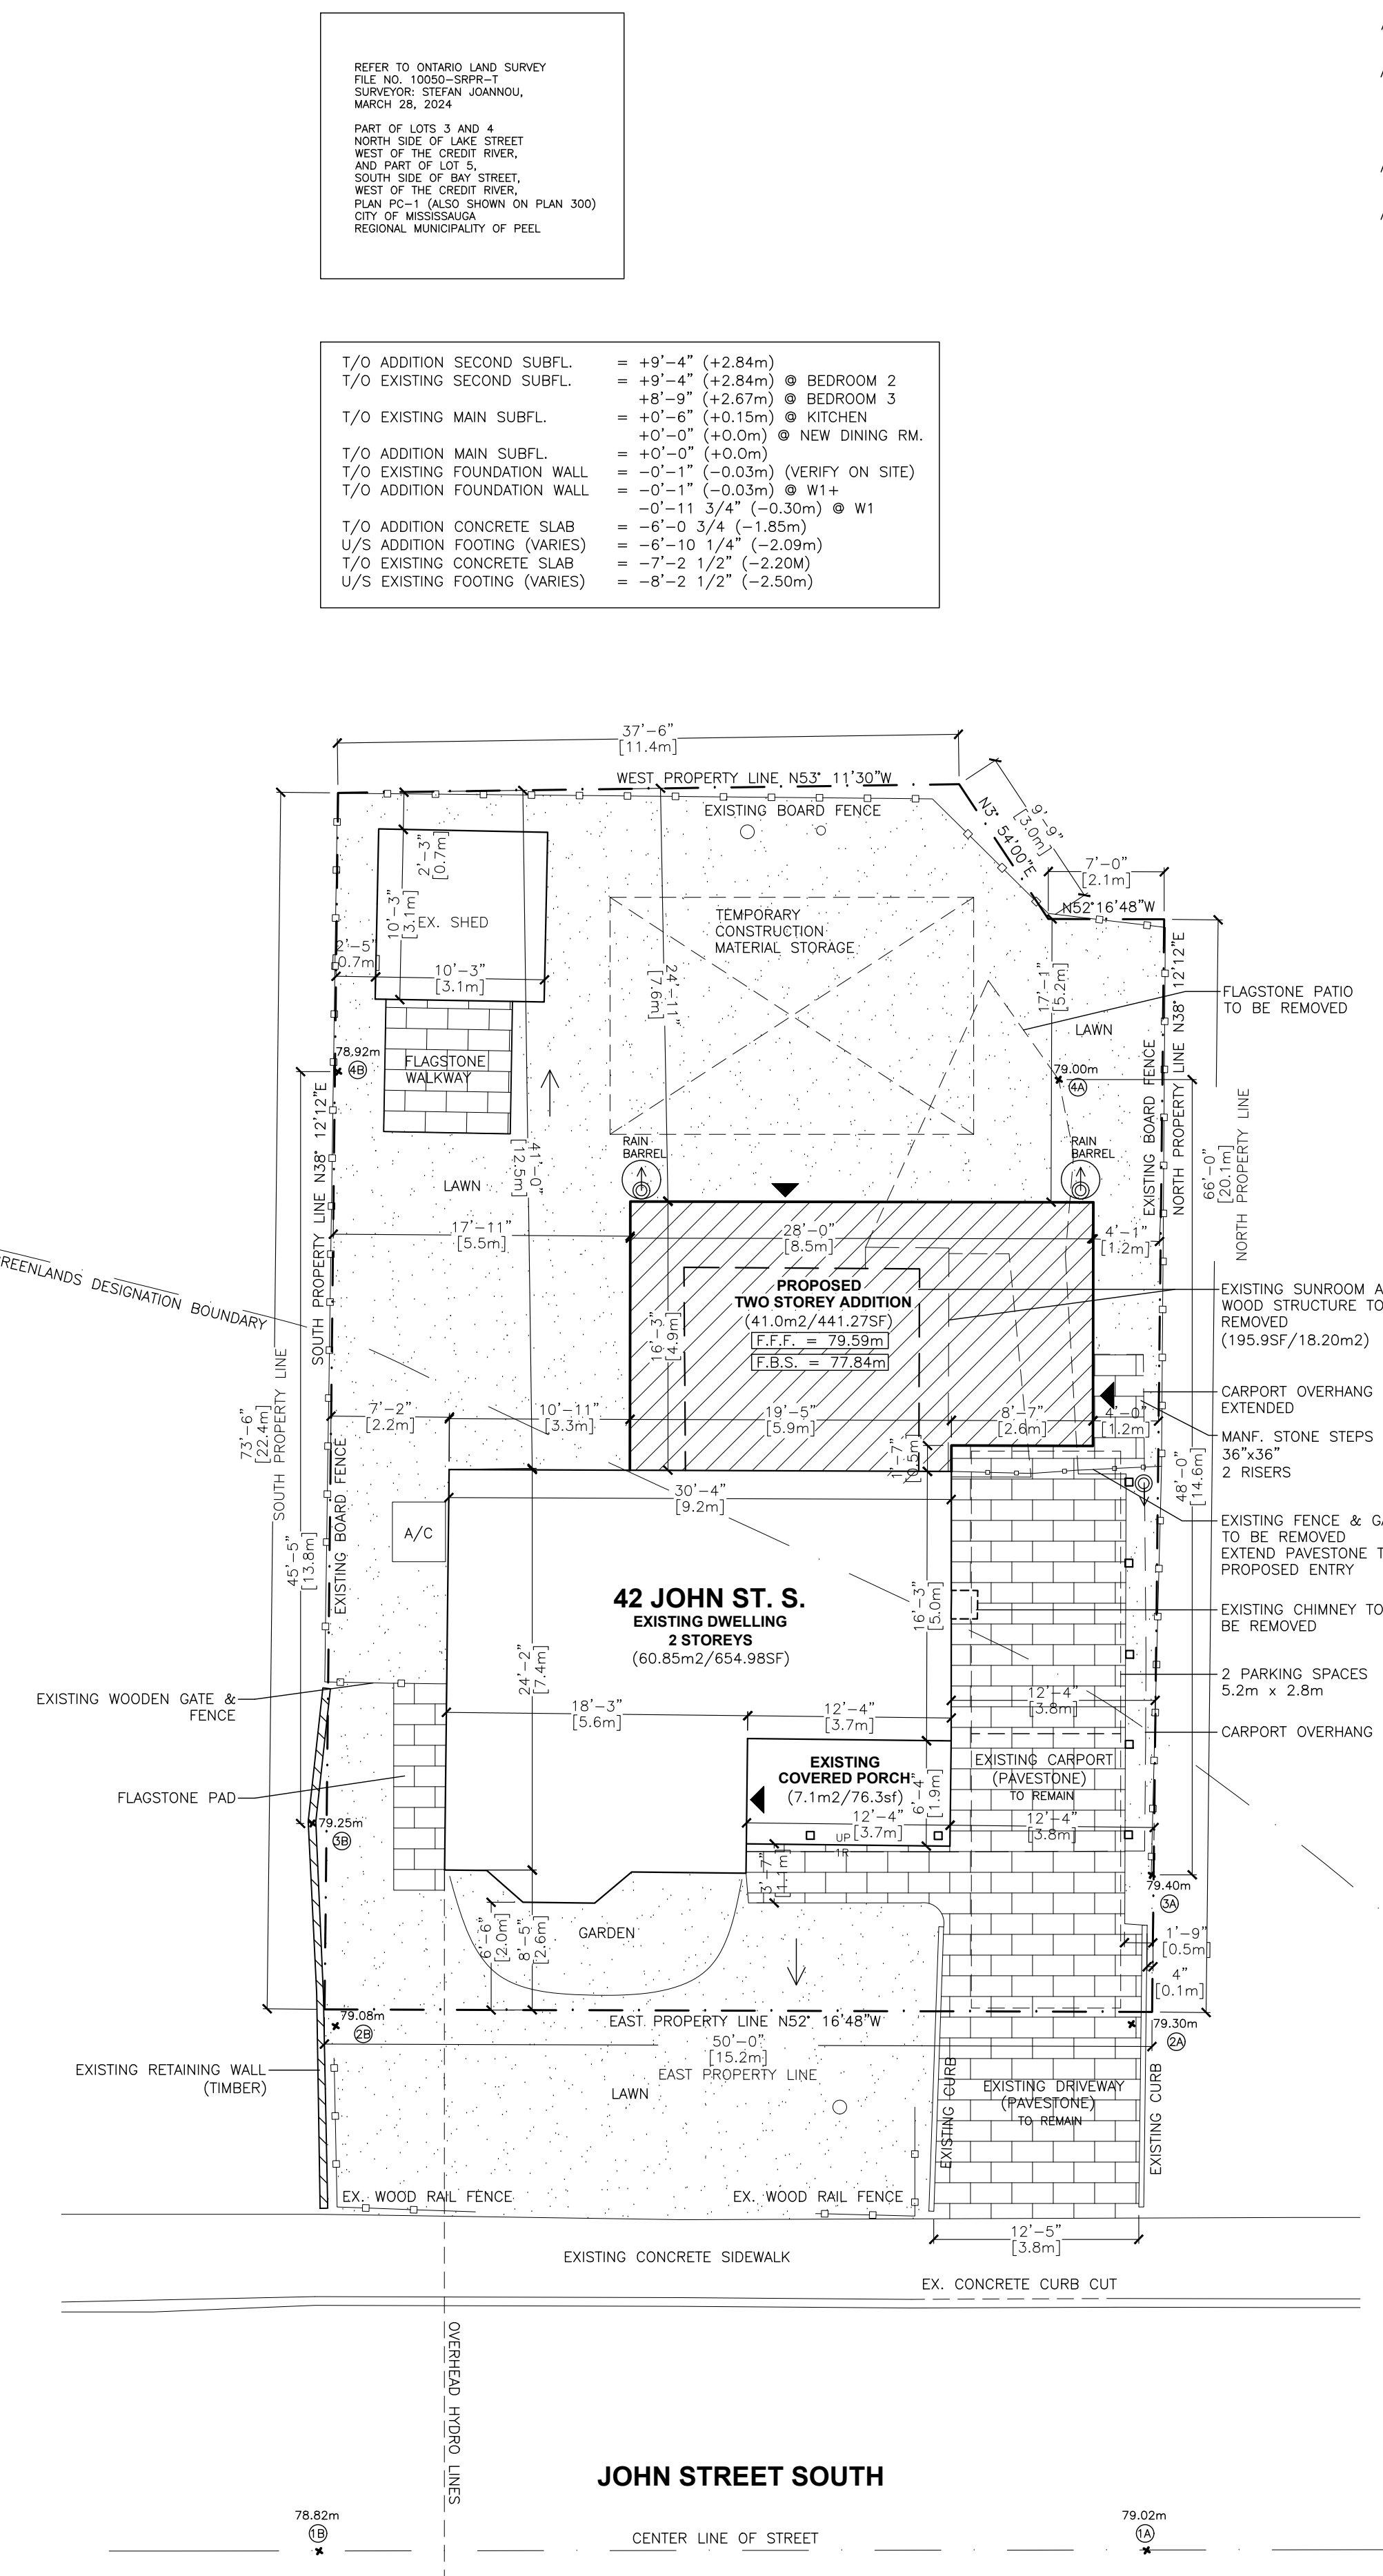 REFER TO ONTARIO LAND SURVEY
FILE NO. 10050-SRPR-T
SURVEYOR: STEFAN JOANNOU,
MARCH 28, 2024
PART OF LOTS 3 AND 4
NORTH SIDE OF LAKE STREET
WEST OF THE CREDIT RIVER,
AND PART OF LOT 5,
SOUTH SIDE OF BAY STREET,
WEST OF THE CREDIT RIVER,
PLAN PC-1 (ALSO SHOWN ON PLAN 300)
CITY OF MISSISSAUGA
REGIONAL MUNICIPALITY OF PEEL
T/O ADDITION SECOND SUBFL. = +9'-4" (+2.84m)
T/O EXISTING SECOND SUBFL. = +9'-4" (+2.84m) @ BEDROOM 2
+8'-9" (+2.67m) @ BEDROOM 3
T/O EXISTING MAIN SUBFL. = +0'-6" (+0.15m) @ KITCHEN
+0'-0" (+0.0m) @ NEW DINING RM.
T/O ADDITION MAIN SUBFL. = +0'-0" (+0.0m)
T/O EXISTING FOUNDATION WALL = -0'-1" (-0.03m) (VERIFY ON SITE)
T/O ADDITION FOUNDATION WALL = -0'-1" (-0.03m) @ W1+
-0'-11 3/4" (-0.30m) @ W1
T/O ADDITION CONCRETE SLAB = -6'-0 3/4 (-1.85m)
U/S ADDITION FOOTING (VARIES) = -6'-10 1/4" (-2.09m)
T/O EXISTING CONCRETE SLAB = -7'-2 1/2" (-2.20M)
U/S EXISTING FOOTING (VARIES) = -8'-2 1/2" (-2.50m)
37'-6"
[11.4m]
WEST PROPERTY LINE N53° 11'30"W
EXISTING BOARD FENCE
N3° 54'00"E
9'-9"
[3.0m]
7'-0"
[2.1m]
N52°16'48"W
2'-3"
[0.7m]
10'-3"
[3.1m]
EX. SHED
2'-5"
[0.7m]
10'-3"
[3.1m]
TEMPORARY
CONSTRUCTION
MATERIAL STORAGE
24'-11"
[7.6m]
17'-1"
[5.2m]
NORTH PROPERTY LINE N38° 12'12"E
FLAGSTONE PATIO
TO BE REMOVED
LAWN
78.92m
4B
FLAGSTONE
WALKWAY
79.00m
4A
EXISTING BOARD FENCE
66'-0"
[20.1m]
NORTH PROPERTY LINE
SOUTH PROPERTY LINE N38° 12'12"E
41'-0"
[12.5m]
RAIN
BARREL
RAIN
BARREL
LAWN
17'-11"
[5.5m]
28'-0"
[8.5m]
4'-1"
[1.2m]
GREENLANDS DESIGNATION BOUNDARY
PROPOSED
TWO STOREY ADDITION
(41.0m2/441.27SF)
F.F.F. = 79.59m
F.B.S. = 77.84m
16'-3"
[4.9m]
EXISTING SUNROOM A
WOOD STRUCTURE TO
REMOVED
(195.9SF/18.20m2)
CARPORT OVERHANG
EXTENDED
MANF. STONE STEPS
36"x36"
2 RISERS
7'-2"
[2.2m]
10'-11"
[3.3m]
19'-5"
[5.9m]
8'-7"
[2.6m]
4'-0"
[1.2m]
1'-7"
[0.5m]
73'-6"
[22.4m]
SOUTH PROPERTY LINE
45'-5"
[13.8m]
EXISTING BOARD FENCE
A/C
30'-4"
[9.2m]
48'-0"
[14.6m]
EXISTING FENCE & GA
TO BE REMOVED
EXTEND PAVESTONE T
PROPOSED ENTRY
42 JOHN ST. S.
EXISTING DWELLING
2 STOREYS
(60.85m2/654.98SF)
16'-3"
[5.0m]
EXISTING CHIMNEY TO
BE REMOVED
24'-2"
[7.4m]
2 PARKING SPACES
5.2m x 2.8m
EXISTING WOODEN GATE &
FENCE
18'-3"
[5.6m]
12'-4"
[3.7m]
12'-4"
[3.8m]
CARPORT OVERHANG
EXISTING
COVERED PORCH
(7.1m2/76.3sf)
6'-4"
[1.9m]
EXISTING CARPORT
(PAVESTONE)
TO REMAIN
FLAGSTONE PAD
79.25m
3B
12'-4"
[3.7m]
12'-4"
[3.8m]
UP
1R
3'-7"
[1.1m]
79.40m
3A
6'-6"
[2.0m]
8'-5"
[2.6m]
GARDEN
1'-9"
[0.5m]
4"
[0.1m]
79.08m
2B
EAST PROPERTY LINE N52° 16'48"W
79.30m
2A
50'-0"
[15.2m]
EAST PROPERTY LINE
EXISTING RETAINING WALL
(TIMBER)
LAWN
EXISTING CURB
EXISTING DRIVEWAY
(PAVESTONE)
TO REMAIN
EXISTING CURB
EX. WOOD RAIL FENCE
EX. WOOD RAIL FENCE
12'-5"
[3.8m]
EXISTING CONCRETE SIDEWALK
EX. CONCRETE CURB CUT
OVERHEAD HYDRO LINES
JOHN STREET SOUTH
78.82m
1B
CENTER LINE OF STREET
79.02m
1A